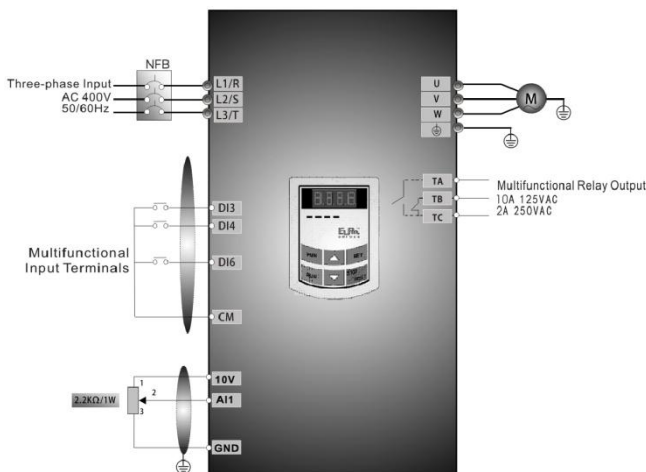 NFB
Three-phase Input
AC 400V
50/60Hz
L1/R
L2/S
L3/T
U
V
W
M
TA
TB
TC
Multifunctional Relay Output
10A 125VAC
2A 250VAC
DI3
DI4
DI6
CM
Multifunctional
Input Terminals
10V
AI1
GND
1
2
3
2.2KΩ/1W
RUN